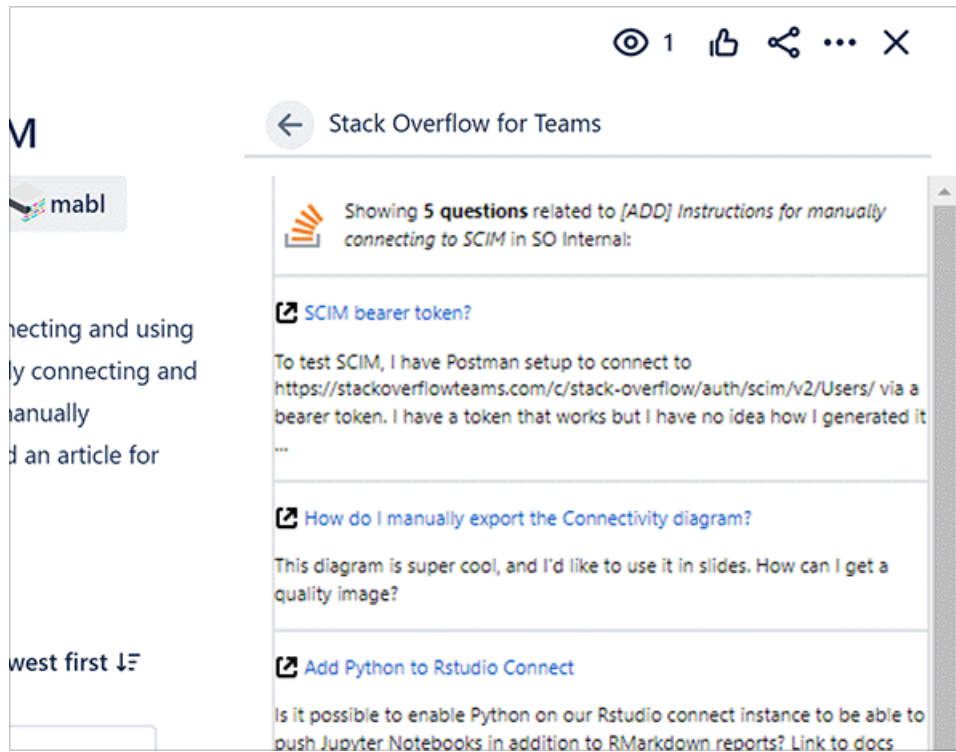 1
M
Stack Overflow for Teams
mabl
Showing 5 questions related to [ADD] Instructions for manually
connecting to SCIM in SO Internal:
SCIM bearer token?
necting and using
To test SCIM, I have Postman setup to connect to
ly connecting and
https://stackoverflowteams.com/c/stack-overflow/auth/scim/v2/Users/ via a
nanually
bearer token. I have a token that works but I have no idea how I generated it
d an article for
...
How do I manually export the Connectivity diagram?
This diagram is super cool, and I'd like to use it in slides. How can I get a
quality image?
west first
Add Python to Rstudio Connect
Is it possible to enable Python on our Rstudio connect instance to be able to
push Jupyter Notebooks in addition to RMarkdown reports? Link to docs